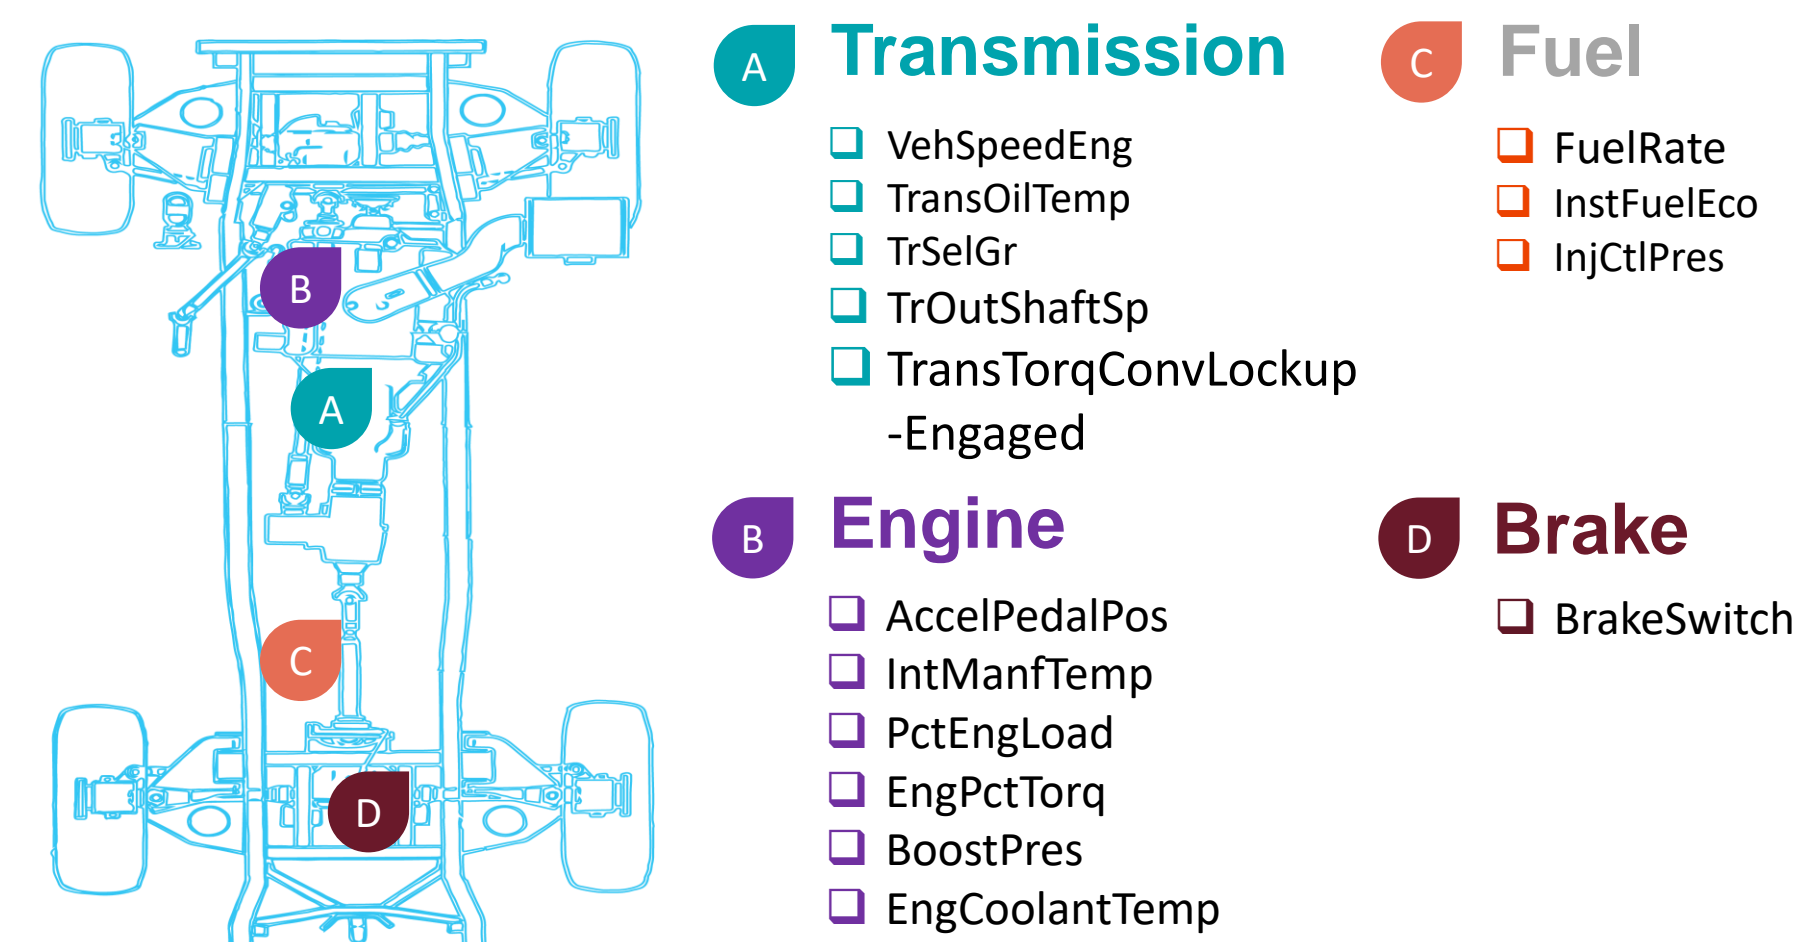 A
Transmission
VehSpeedEng
TransOilTemp
TrSelGr
TrOutShaftSp
TransTorqConvLockup
-Engaged
C
Fuel
FuelRate
InstFuelEco
InjCtlPres
B
Engine
AccelPedalPos
IntManfTemp
PctEngLoad
EngPctTorq
BoostPres
EngCoolantTemp
D
Brake
BrakeSwitch
B
A
C
D